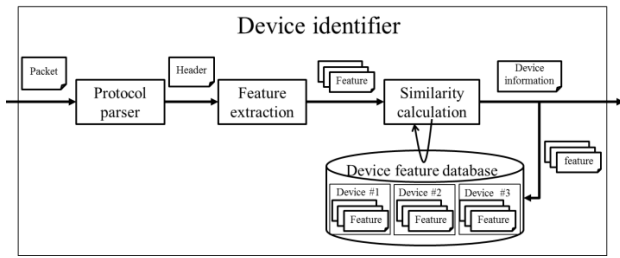 Device identifier
Packet
Header
Feature
Device
information
Protocol
parser
Feature
extraction
Similarity
calculation
feature
Device feature database
Device #1
Device #2
Device #3
Feature
Feature
Feature